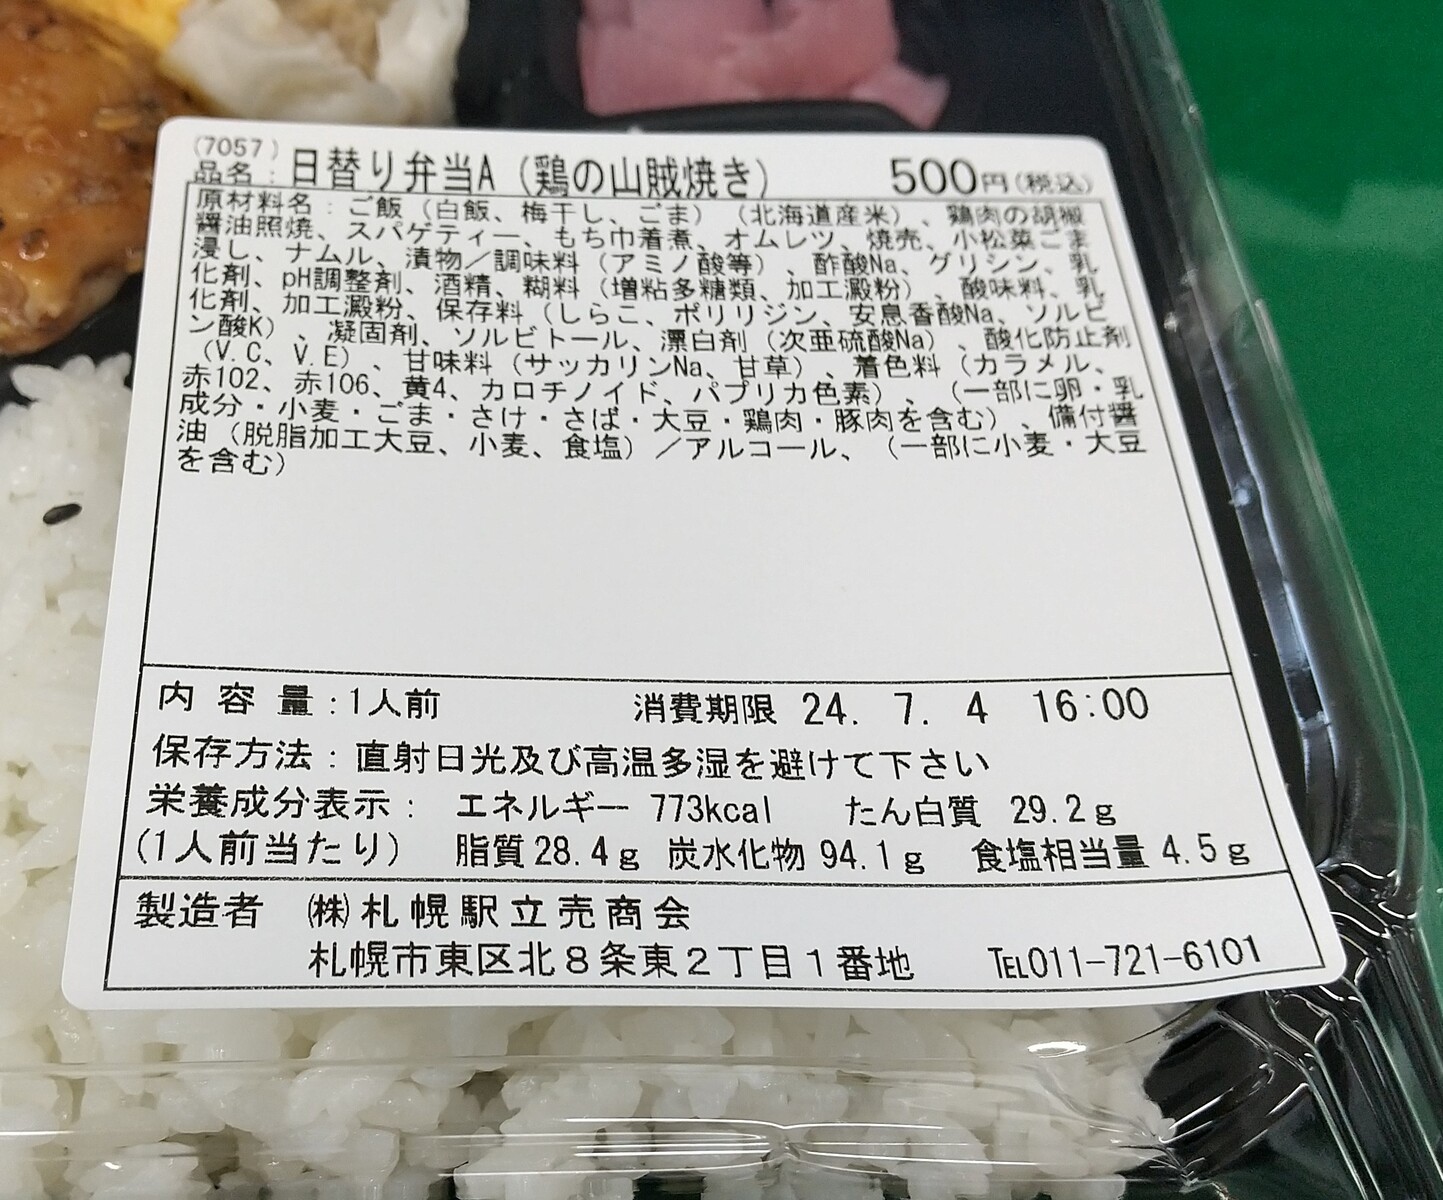 (7057)
品名：日替り弁当A（鶏の山賊焼き） 500円(税込)
原材料名：ご飯（白飯、梅干し、ごま）（北海道産米）、鶏肉の胡椒
醤油照焼、スパゲティー、もち巾着煮、オムレツ、焼売、小松菜ごま
浸し、ナムル、漬物／調味料（アミノ酸等）、酢酸Na、グリシン、乳
化剤、pH調整剤、酒精、糊料（増粘多糖類、加工澱粉）、酸味料、乳
化剤、加工澱粉、保存料（しらこ、ポリリジン、安息香酸Na、ソルビ
ン酸K）、凝固剤、ソルビトール、漂白剤（次亜硫酸Na）、酸化防止剤
（V.C、V.E）、甘味料（サッカリンNa、甘草）、着色料（カラメル、
赤102、赤106、黄4、カロチノイド、パプリカ色素）、（一部に卵・乳
成分・小麦・ごま・さけ・さば・大豆・鶏肉・豚肉を含む）、備付醤
油（脱脂加工大豆、小麦、食塩）／アルコール、（一部に小麦・大豆
を含む）
内容量：1人前 消費期限 24. 7. 4 16:00
保存方法：直射日光及び高温多湿を避けて下さい
栄養成分表示： エネルギー 773kcal たん白質 29.2g
(1人前当たり) 脂質28.4g 炭水化物 94.1g 食塩相当量 4.5g
製造者 ㈱札幌駅立売商会
札幌市東区北８条東２丁目１番地 ℡011-721-6101